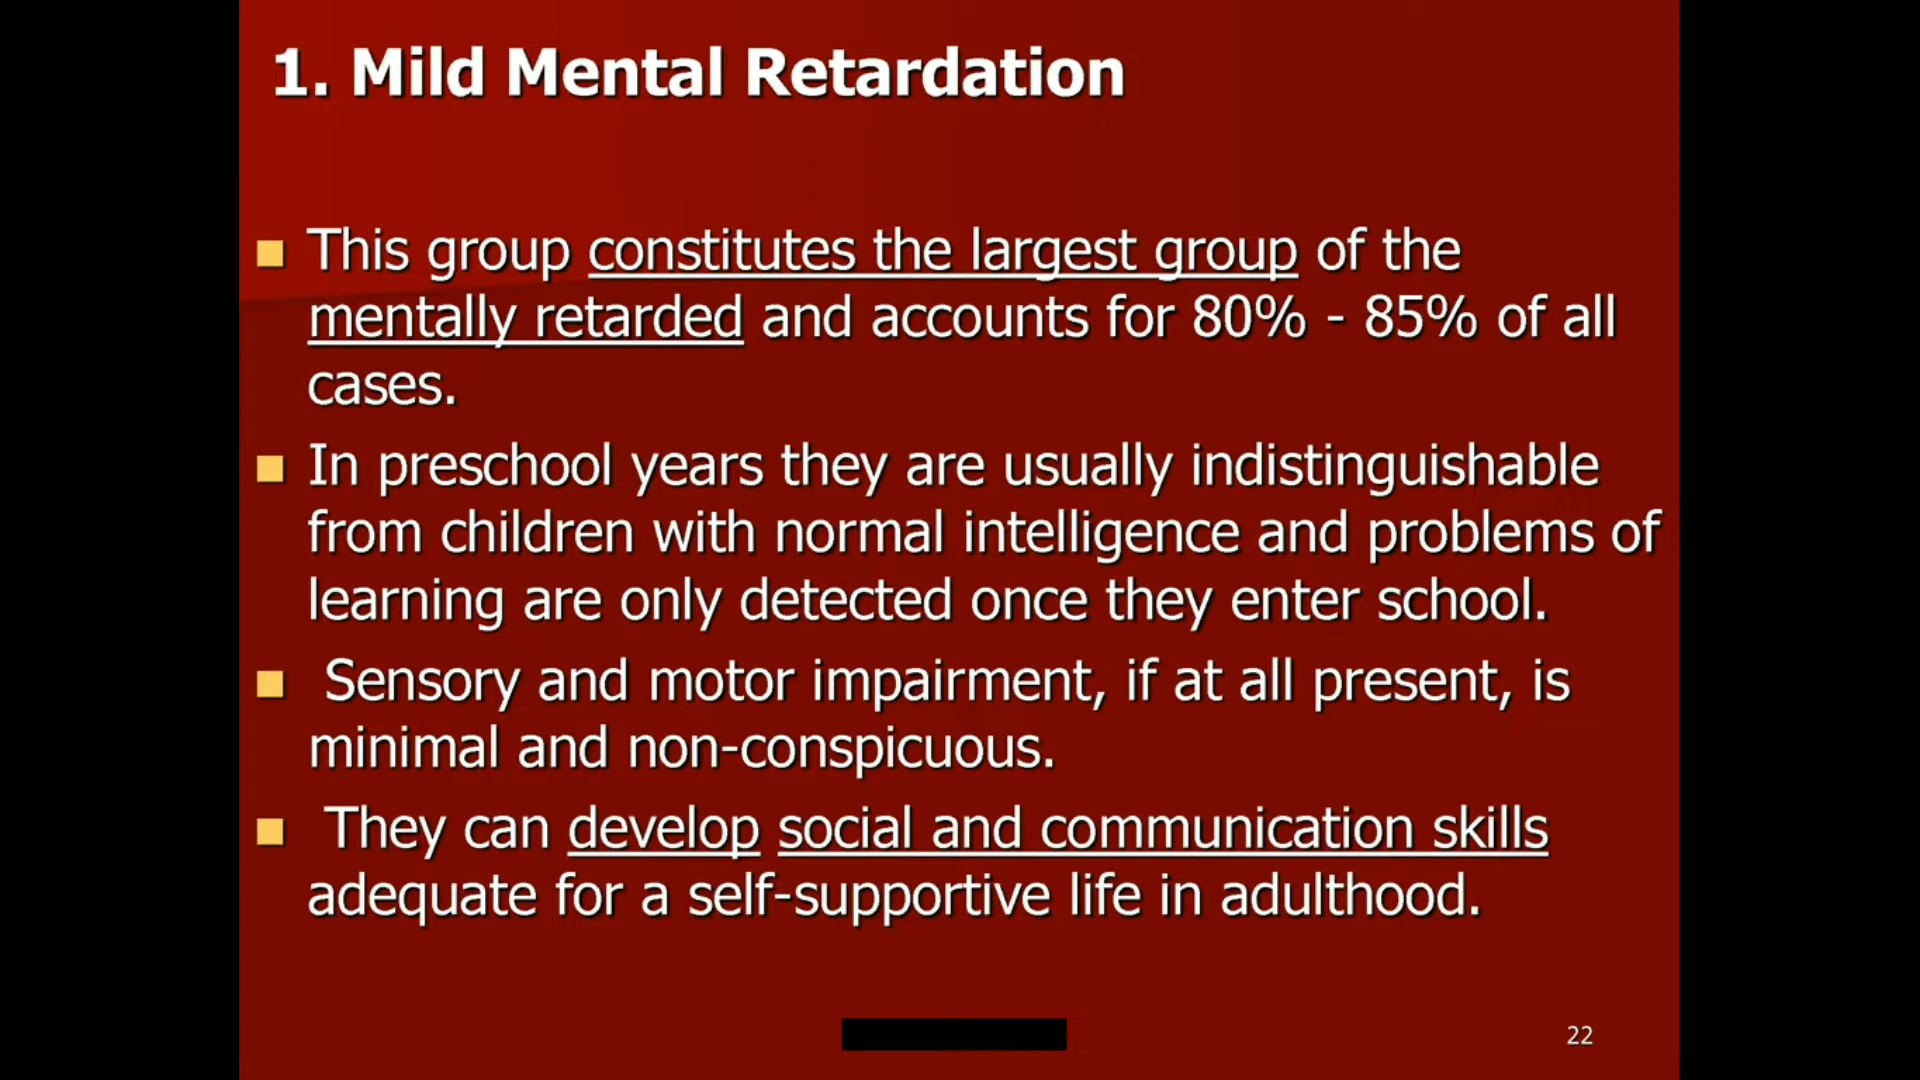 1. Mild Mental Retardation
This group constitutes the largest group of the
mentally retarded and accounts for 80% - 85% of all
cases.
In preschool years they are usually indistinguishable
from children with normal intelligence and problems of
learning are only detected once they enter school.
Sensory and motor impairment, if at all present, is
minimal and non-conspicuous.
They can develop social and communication skills
adequate for a self-supportive life in adulthood.
22